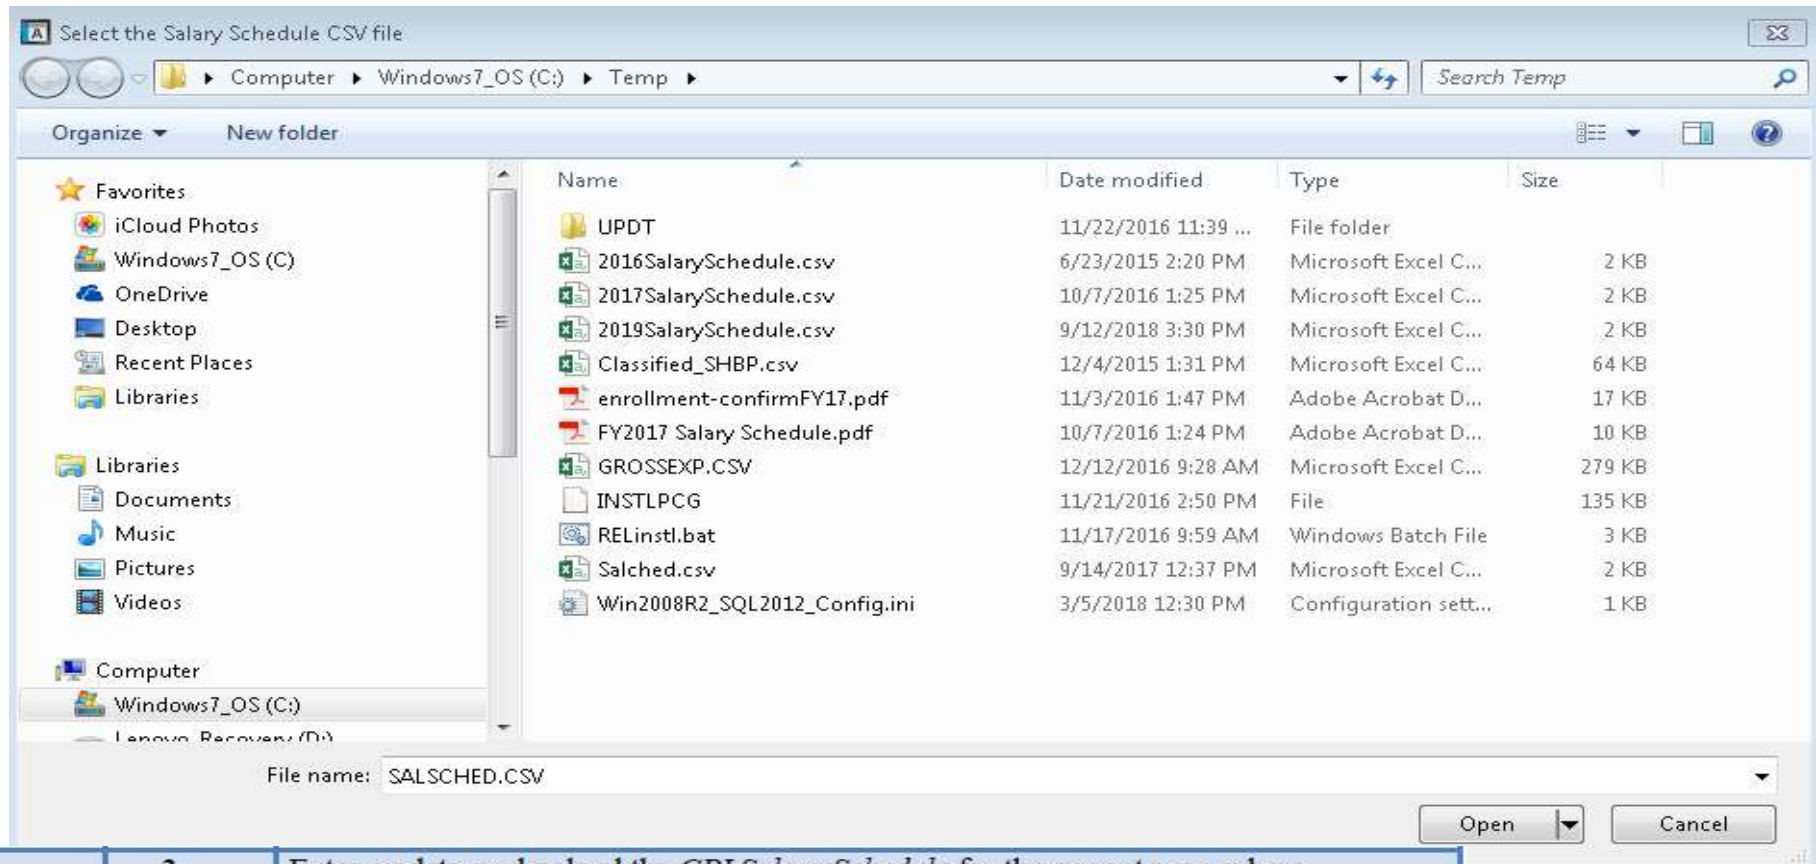 Select the Salary Schedule CSV file
Computer Windows7_OS (C:) Temp
Search Temp
Organize
New folder
Name Date modified Type Size
Favorites
iCloud Photos
Windows7_OS (C)
OneDrive
Desktop
Recent Places
Libraries
Libraries
Documents
Music
Pictures
Videos
Computer
Windows7_OS (C:)
Lenovo_Recovery (D:)
UPDT 11/22/2016 11:39 ... File folder
2016SalarySchedule.csv 6/23/2015 2:20 PM Microsoft Excel C... 2 KB
2017SalarySchedule.csv 10/7/2016 1:25 PM Microsoft Excel C... 2 KB
2019SalarySchedule.csv 9/12/2018 3:30 PM Microsoft Excel C... 2 KB
Classified_SHBP.csv 12/4/2015 1:31 PM Microsoft Excel C... 64 KB
enrollment-confirmFY17.pdf 11/3/2016 1:47 PM Adobe Acrobat D... 17 KB
FY2017 Salary Schedule.pdf 10/7/2016 1:24 PM Adobe Acrobat D... 10 KB
GROSSEXP.CSV 12/12/2016 9:28 AM Microsoft Excel C... 279 KB
INSTLPCG 11/21/2016 2:50 PM File 135 KB
RELinstl.bat 11/17/2016 9:59 AM Windows Batch File 3 KB
Salched.csv 9/14/2017 12:37 PM Microsoft Excel C... 2 KB
Win2008R2_SQL2012_Config.ini 3/5/2018 12:30 PM Configuration sett... 1 KB
File name: SALSCHED.CSV
Open
Cancel